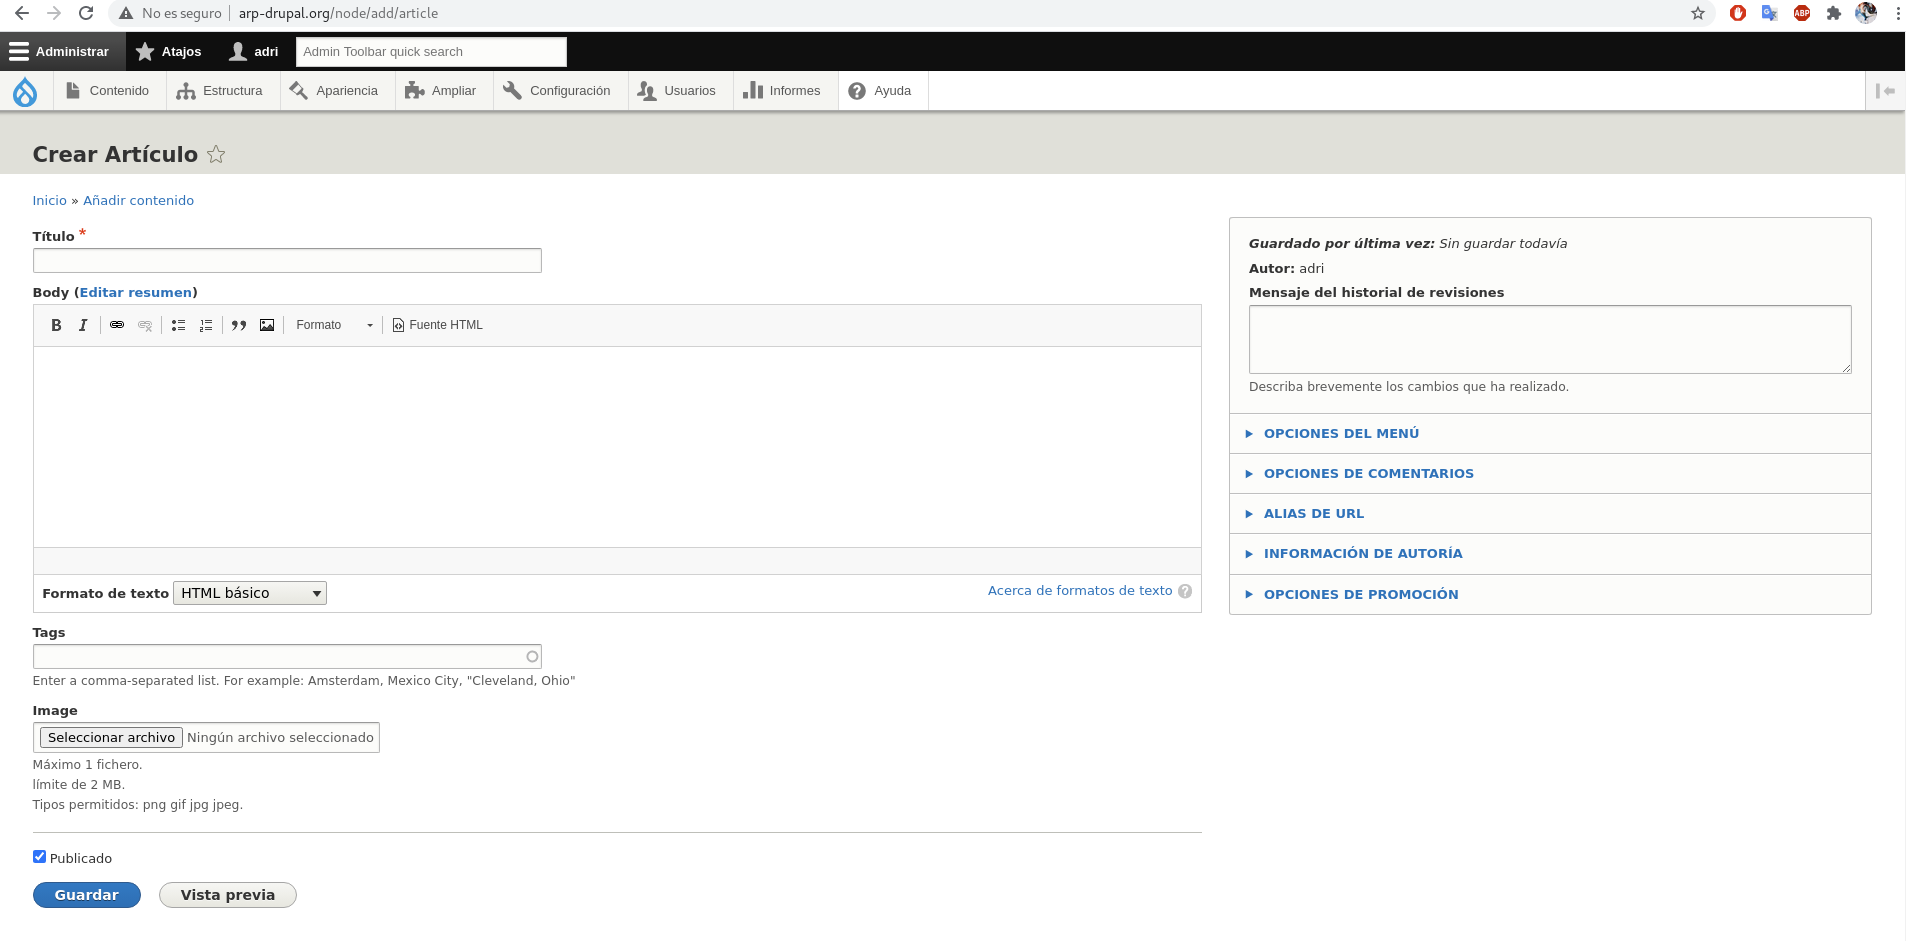 No es seguro | arp-drupal.org/node/add/article
ABP
Administrar Atajos adri Admin Toolbar quick search
Contenido Estructura Apariencia Ampliar Configuración Usuarios Informes Ayuda
Crear Artículo
Inicio » Añadir contenido
Título *
Body (Editar resumen)
B I Formato Fuente HTML
Formato de texto HTML básico Acerca de formatos de texto ?
Tags
Enter a comma-separated list. For example: Amsterdam, Mexico City, "Cleveland, Ohio"
Image
Seleccionar archivo Ningún archivo seleccionado
Máximo 1 fichero.
límite de 2 MB.
Tipos permitidos: png gif jpg jpeg.
Publicado
Guardar Vista previa
Guardado por última vez: Sin guardar todavía
Autor: adri
Mensaje del historial de revisiones
Describa brevemente los cambios que ha realizado.
OPCIONES DEL MENÚ
OPCIONES DE COMENTARIOS
ALIAS DE URL
INFORMACIÓN DE AUTORÍA
OPCIONES DE PROMOCIÓN